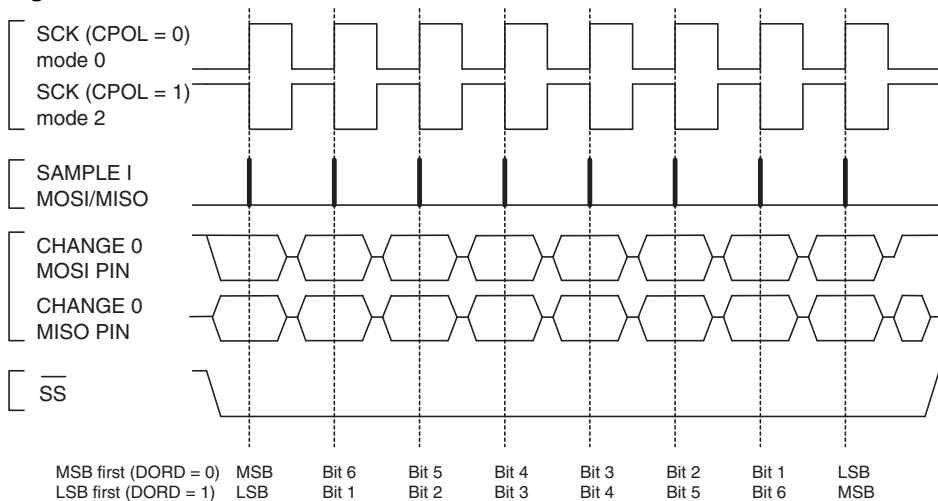 SCK (CPOL = 0)
mode 0
SCK (CPOL = 1)
mode 2
SAMPLE I
MOSI/MISO
CHANGE 0
MOSI PIN
CHANGE 0
MISO PIN
SS
MSB first (DORD = 0) MSB Bit 6 Bit 5 Bit 4 Bit 3 Bit 2 Bit 1 LSB
LSB first (DORD = 1) LSB Bit 1 Bit 2 Bit 3 Bit 4 Bit 5 Bit 6 MSB